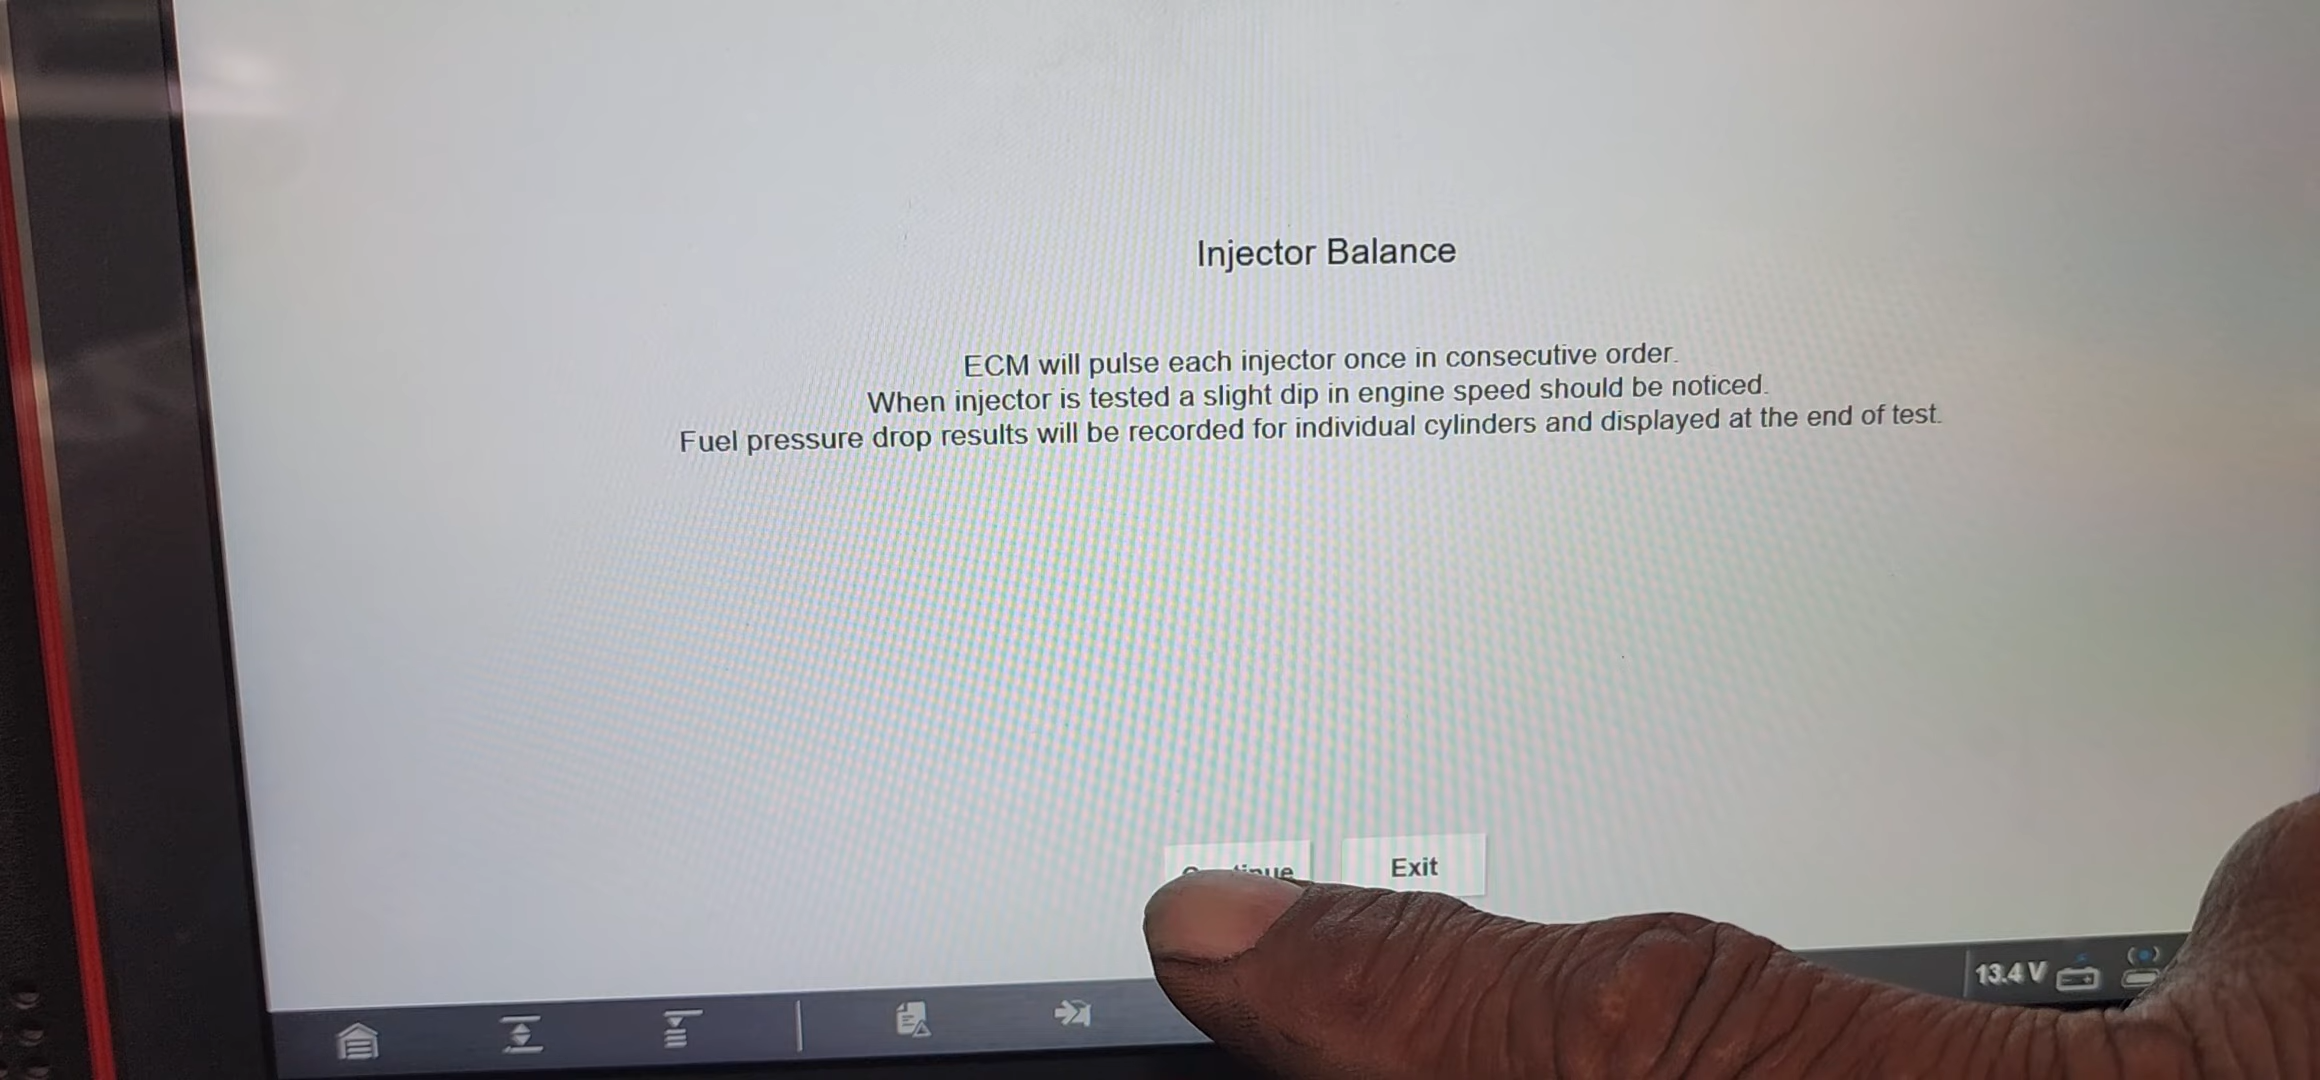 Injector Balance
ECM will pulse each injector once in consecutive order.
When injector is tested a slight dip in engine speed should be noticed.
Fuel pressure drop results will be recorded for individual cylinders and displayed at the end of test.
Exit
13.4 V